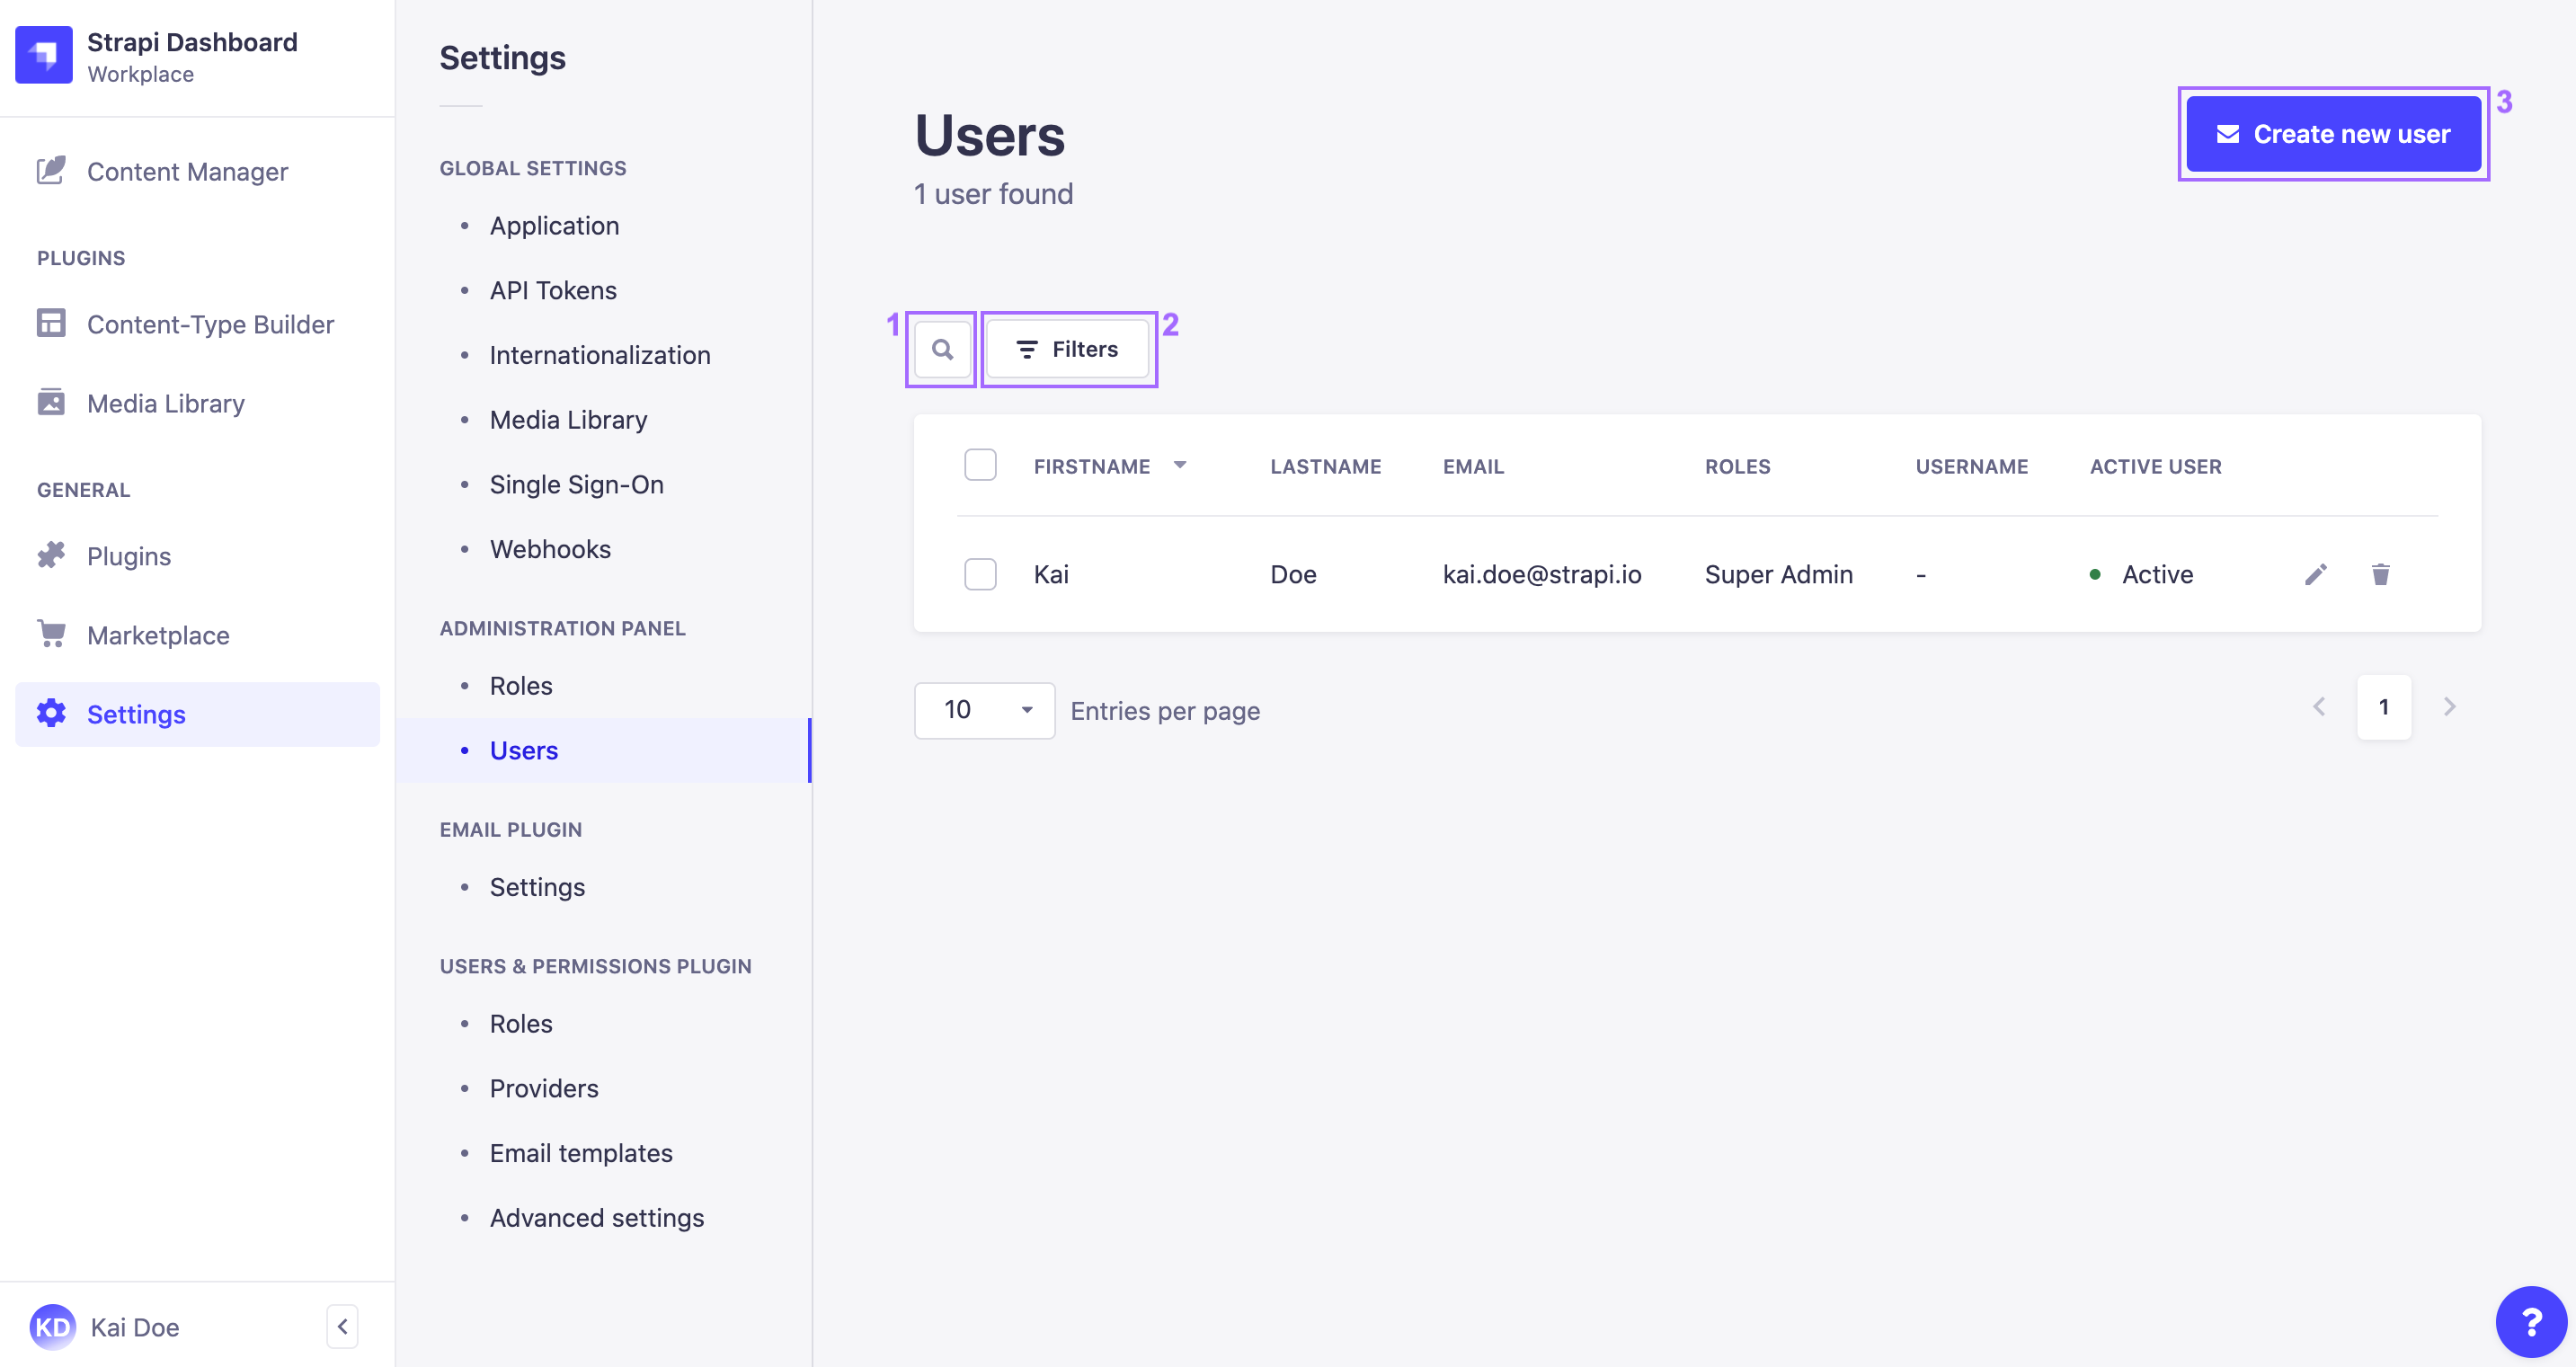 Strapi Dashboard
Workplace
Content Manager
PLUGINS
Content-Type Builder
Media Library
GENERAL
Plugins
Marketplace
Settings
KD Kai Doe
Settings
GLOBAL SETTINGS
Application
API Tokens
Internationalization
Media Library
Single Sign-On
Webhooks
ADMINISTRATION PANEL
Roles
Users
EMAIL PLUGIN
Settings
USERS & PERMISSIONS PLUGIN
Roles
Providers
Email templates
Advanced settings
Users
1 user found
Create new user 3
1 Filters 2
FIRSTNAME LASTNAME EMAIL ROLES USERNAME ACTIVE USER
Kai Doe kai.doe@strapi.io Super Admin - Active
10 Entries per page 1
?